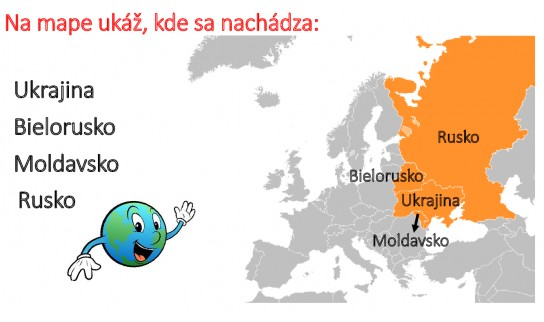 Na mape ukáž, kde sa nachádza:
Ukrajina
Bielorusko
Moldavsko
Rusko
Rusko
Bielorusko
Ukrajina
Moldavsko